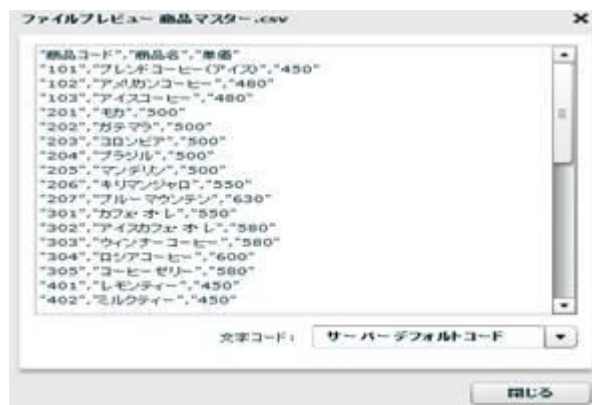 ファイルプレビュー 商品マスター.csv
"商品コード","商品名","単価"
"101","ブレンドコーヒー(アイス)","450"
"102","アメリカンコーヒー","480"
"103","アイスコーヒー","480"
"201","モカ","500"
"202","ガテマラ","500"
"203","コロンビア","500"
"204","ブラジル","500"
"205","マンデリン","500"
"206","キリマンジャロ","550"
"207","ブルーマウンテン","630"
"301","カフェ・オ・レ","550"
"302","アイスカフェ・オ・レ","580"
"303","ウィンナーコーヒー","580"
"304","ロシアコーヒー","600"
"305","コーヒーゼリー","580"
"401","レモンティー","450"
"402","ミルクティー","450"
文字コード: サーバーデフォルトコード
閉じる